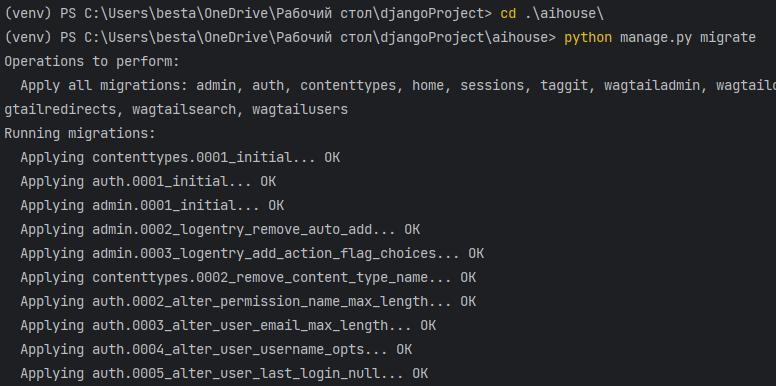 (venv) PS C:\Users\besta\OneDrive\Рабочий стол\djangoProject> cd .\aihouse\
(venv) PS C:\Users\besta\OneDrive\Рабочий стол\djangoProject\aihouse> python manage.py migrate
Operations to perform:
  Apply all migrations: admin, auth, contenttypes, home, sessions, taggit, wagtailadmin, wagtail
gtailredirects, wagtailsearch, wagtailusers
Running migrations:
  Applying contenttypes.0001_initial... OK
  Applying auth.0001_initial... OK
  Applying admin.0001_initial... OK
  Applying admin.0002_logentry_remove_auto_add... OK
  Applying admin.0003_logentry_add_action_flag_choices... OK
  Applying contenttypes.0002_remove_content_type_name... OK
  Applying auth.0002_alter_permission_name_max_length... OK
  Applying auth.0003_alter_user_email_max_length... OK
  Applying auth.0004_alter_user_username_opts... OK
  Applying auth.0005_alter_user_last_login_null... OK